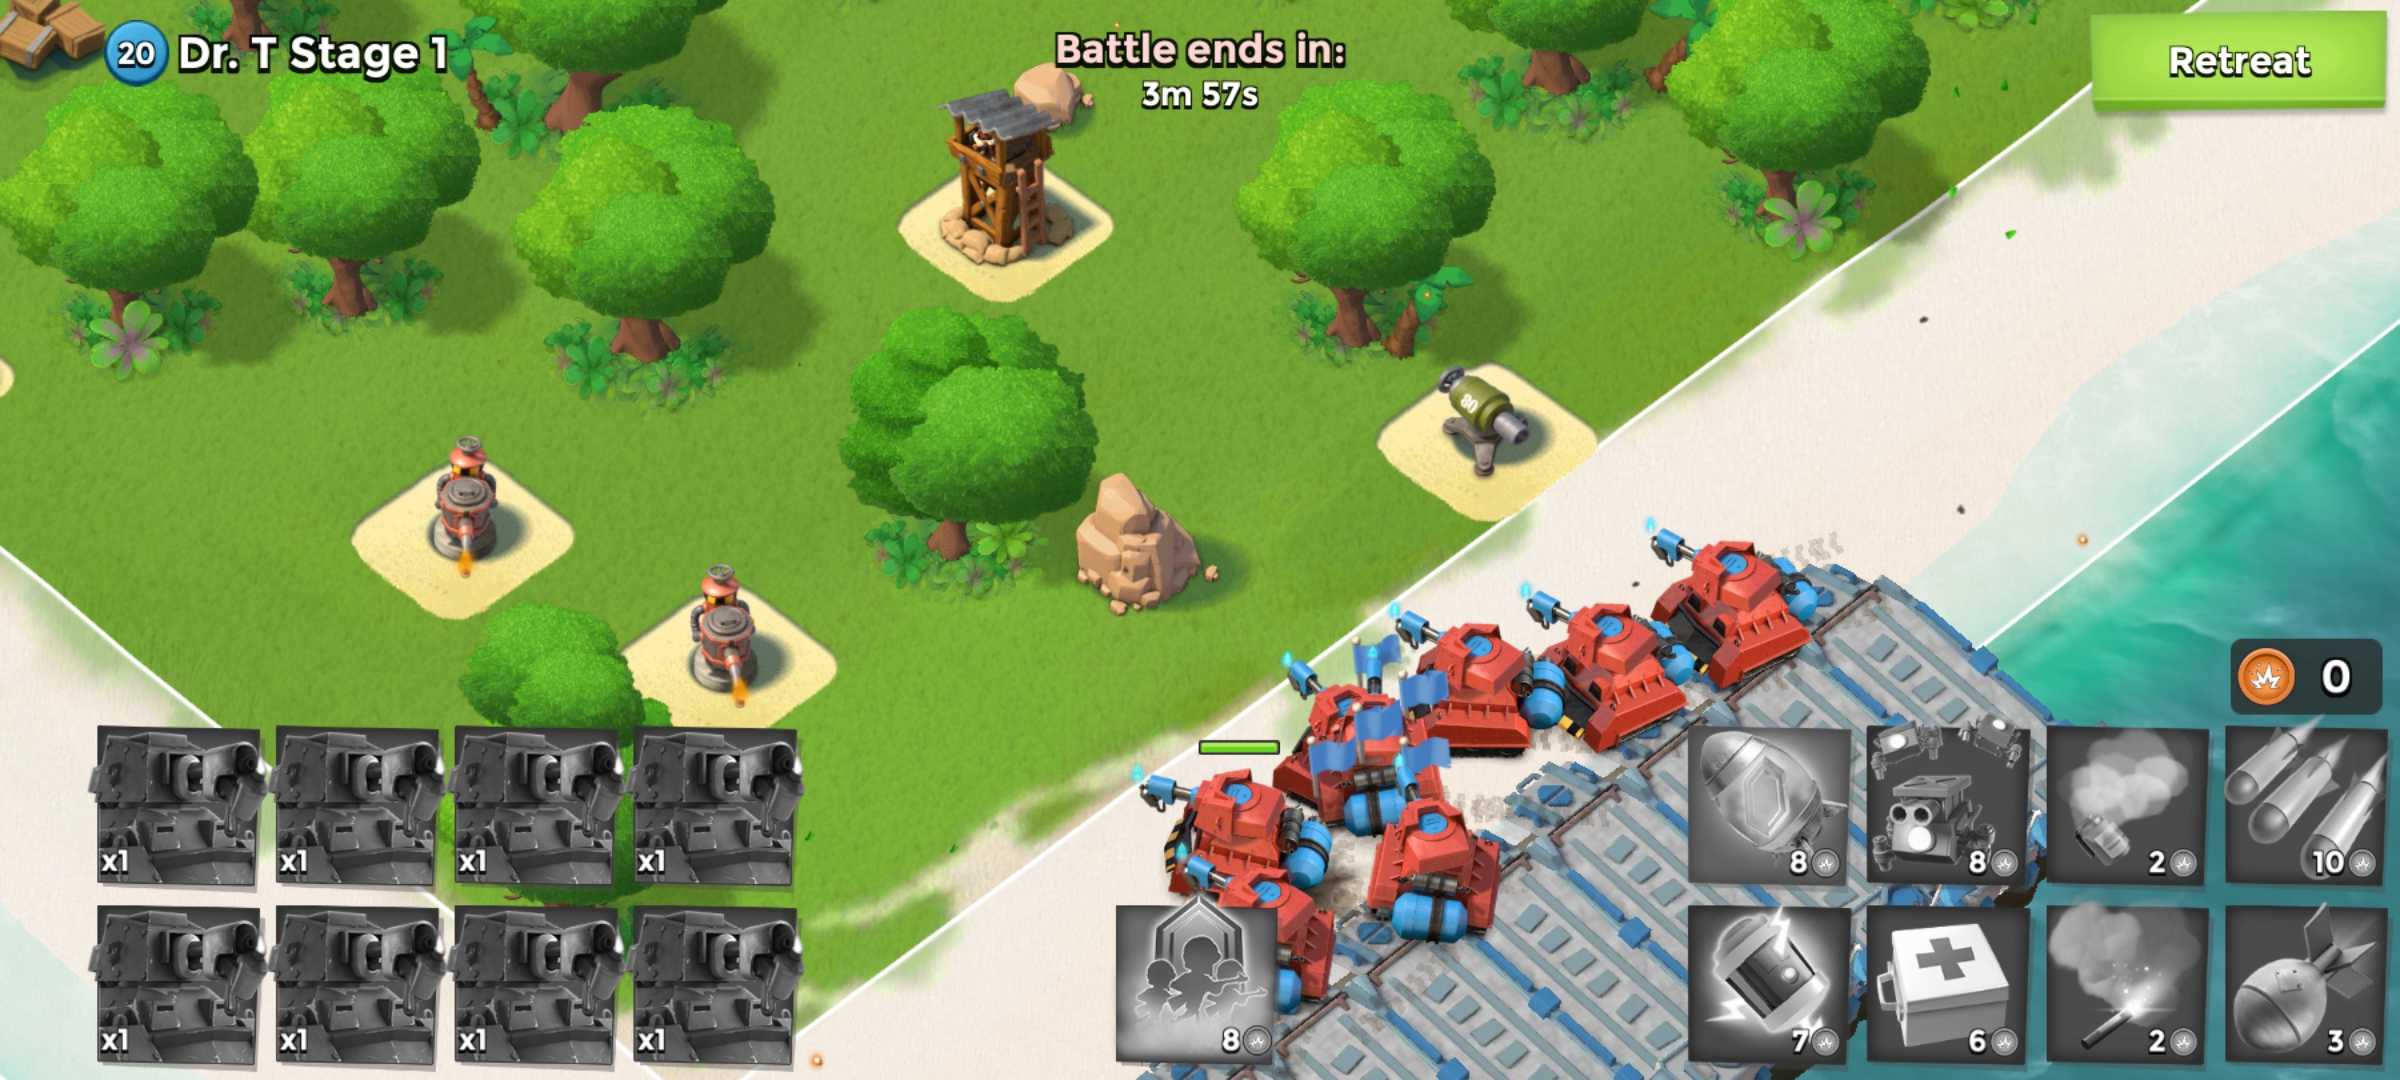 20 Dr. T Stage 1
Battle ends in:
3m 57s
Retreat
80
0
x1 x1 x1 x1
8 8 2 10
x1 x1 x1 x1
8 7 6 2 3